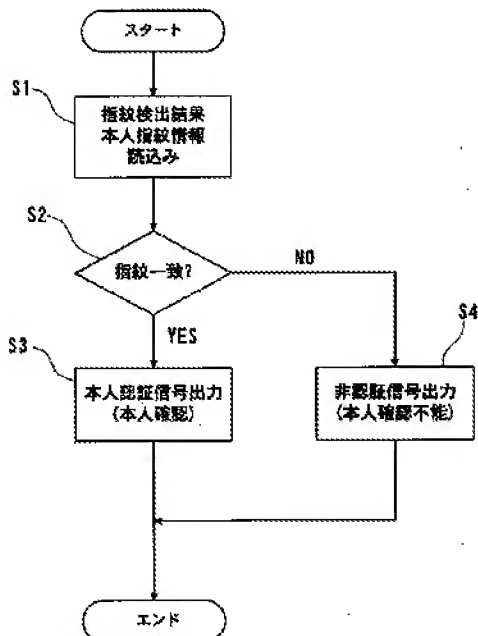 スタート
S1
指紋検出結果
本人指紋情報
読込み
S2
指紋一致?
NO
YES
S3
本人認証信号出力
(本人確認)
S4
非認証信号出力
(本人確認不能)
エンド